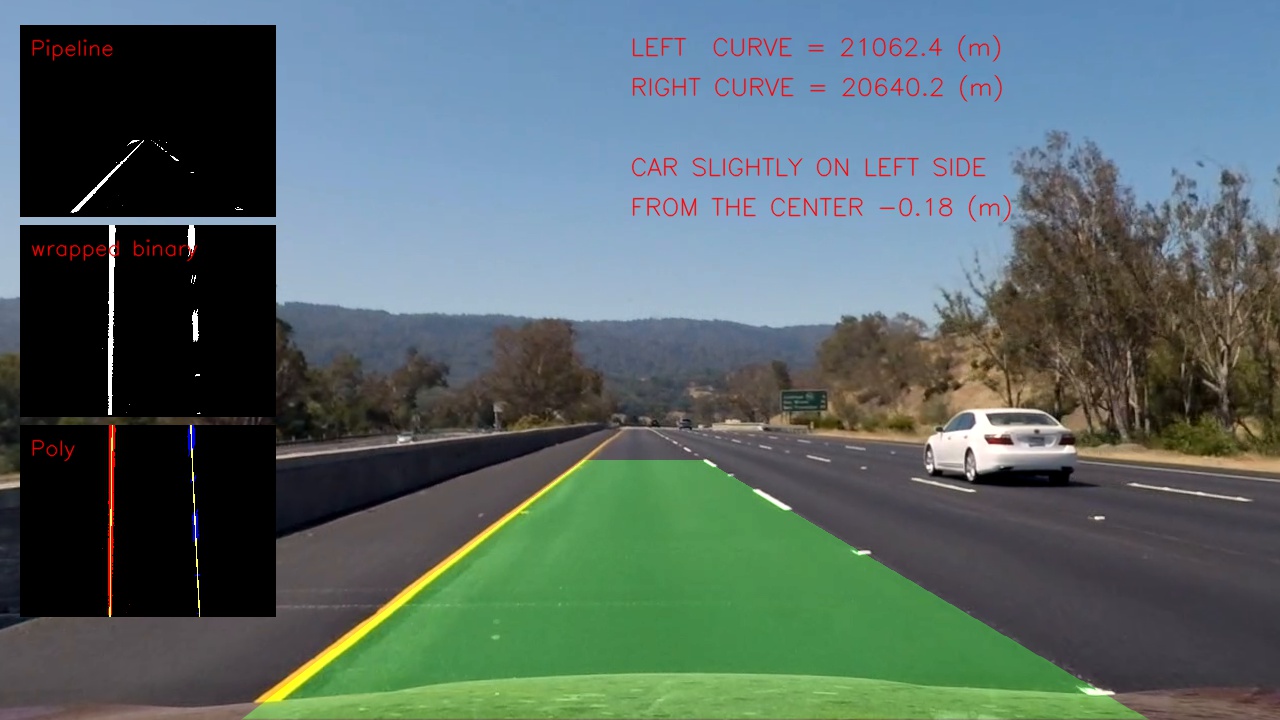 Pipeline
LEFT CURVE = 21062.4 (m)
RIGHT CURVE = 20640.2 (m)
CAR SLIGHTLY ON LEFT SIDE
FROM THE CENTER -0.18 (m)
wrapped binary
Poly